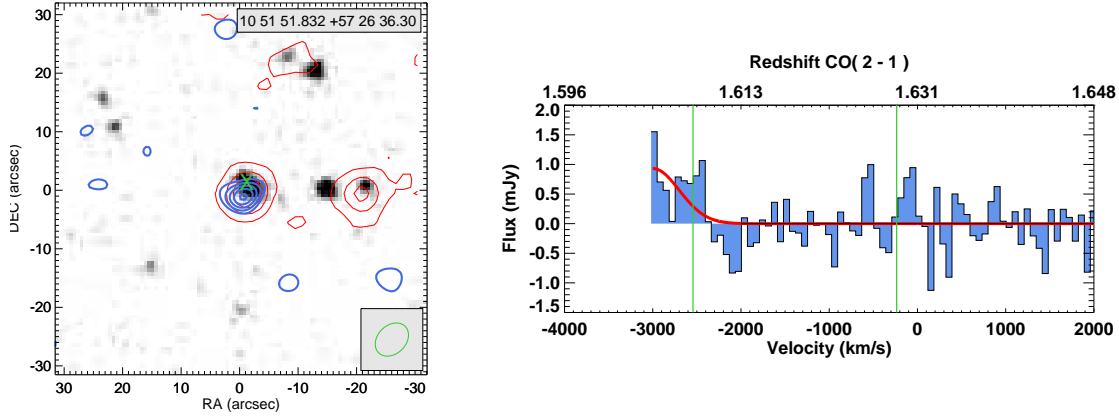 10 51 51.832 +57 26 36.30
30
20
10
0
-10
-20
-30
DEC (arcsec)
30 20 10 0 -10 -20 -30
RA (arcsec)
Redshift CO( 2 - 1 )
1.596 1.613 1.631 1.648
2.0
1.5
1.0
0.5
0.0
-0.5
-1.0
-1.5
Flux (mJy)
-4000 -3000 -2000 -1000 0 1000 2000
Velocity (km/s)